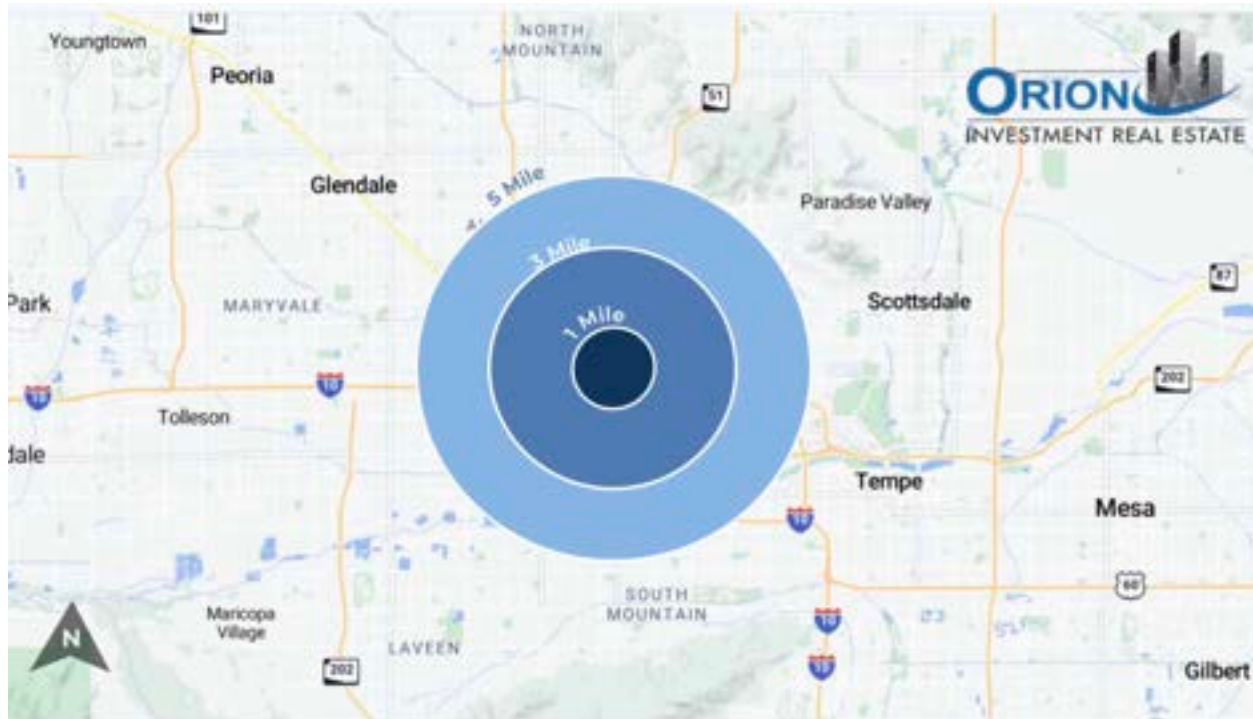 101
Youngtown
NORTH
MOUNTAIN
Peoria
51
ORION
INVESTMENT REAL ESTATE
Glendale
5 Mile
Paradise Valley
3 Mile
87
Park
MARYVALE
Scottsdale
1 Mile
10
10
202
Tolleson
dale
Tempe
Mesa
10
60
SOUTH
MOUNTAIN
Maricopa
Village
10
N
LAVEEN
202
10
Gilbert